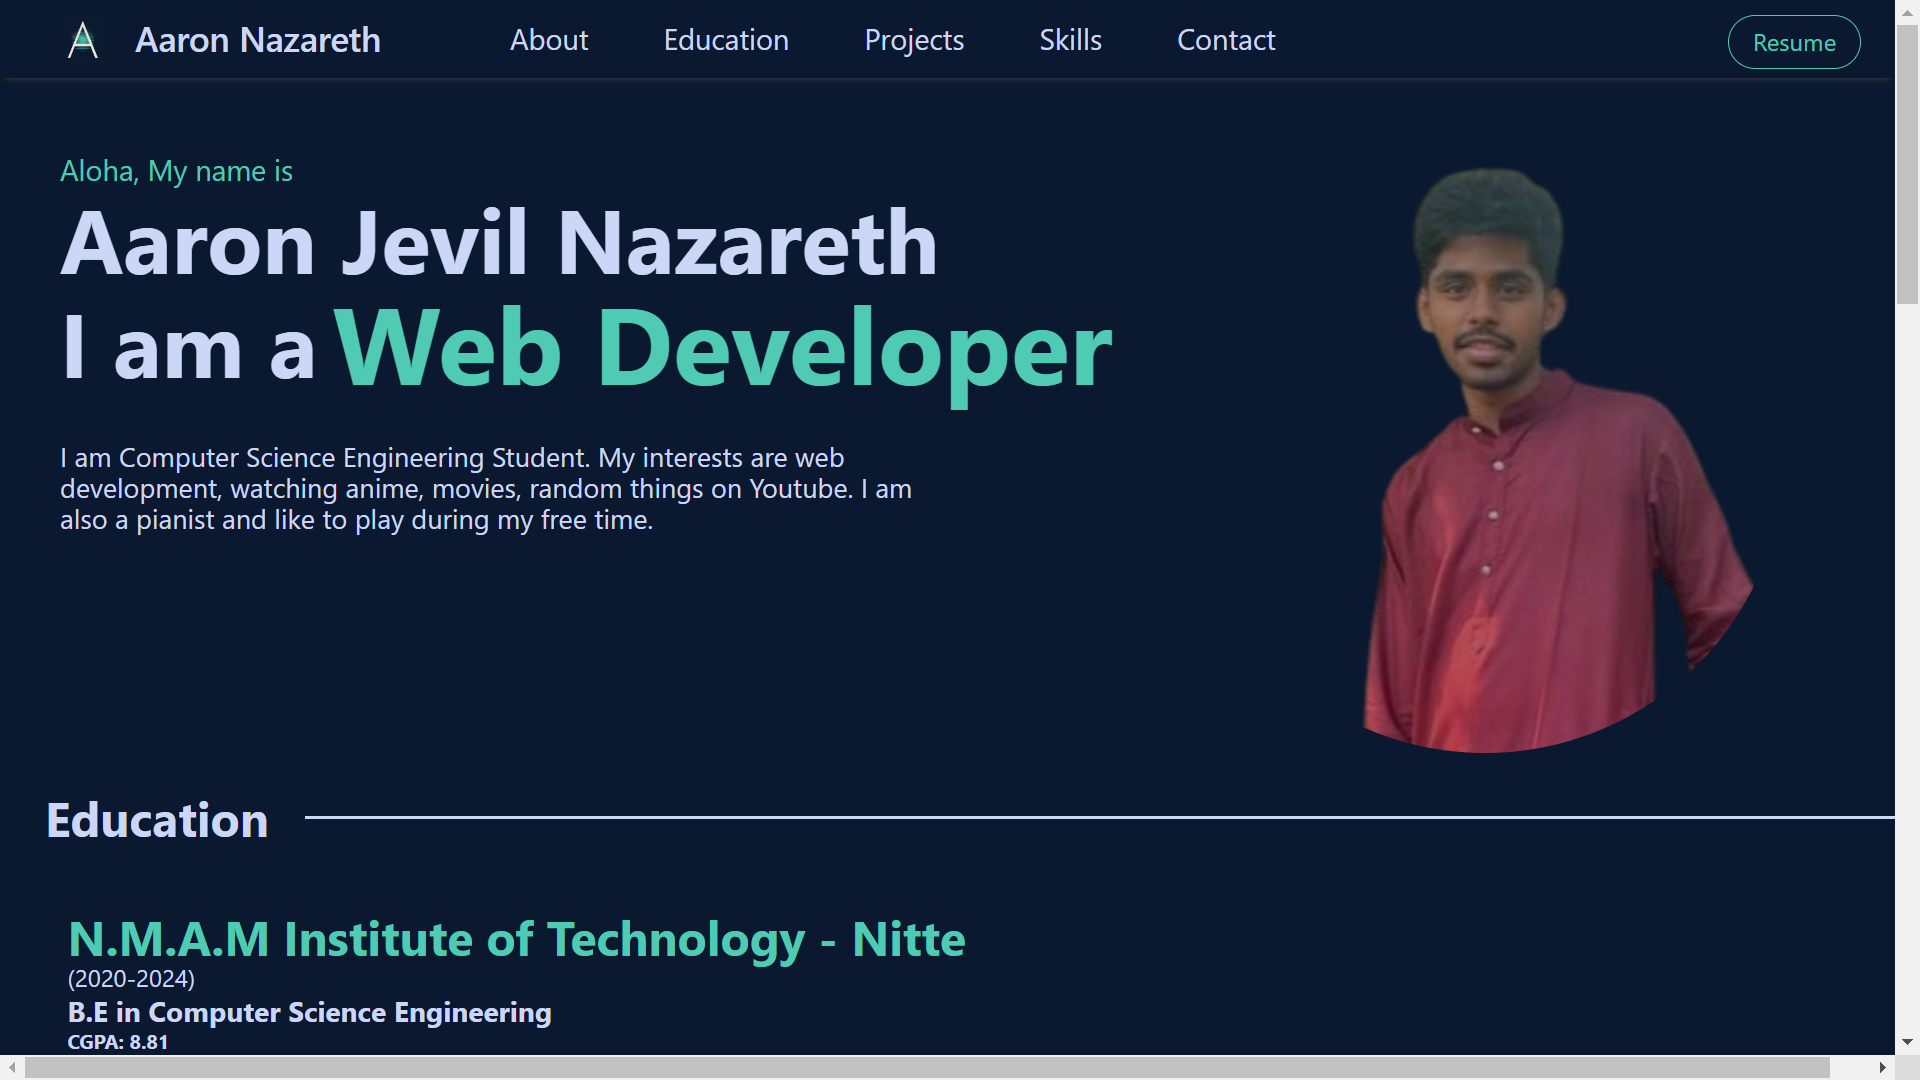 A Aaron Nazareth About Education Projects Skills Contact Resume
Aloha, My name is
Aaron Jevil Nazareth
I am a Web Developer
I am Computer Science Engineering Student. My interests are web
development, watching anime, movies, random things on Youtube. I am
also a pianist and like to play during my free time.
Education
N.M.A.M Institute of Technology - Nitte
(2020-2024)
B.E in Computer Science Engineering
CGPA: 8.81